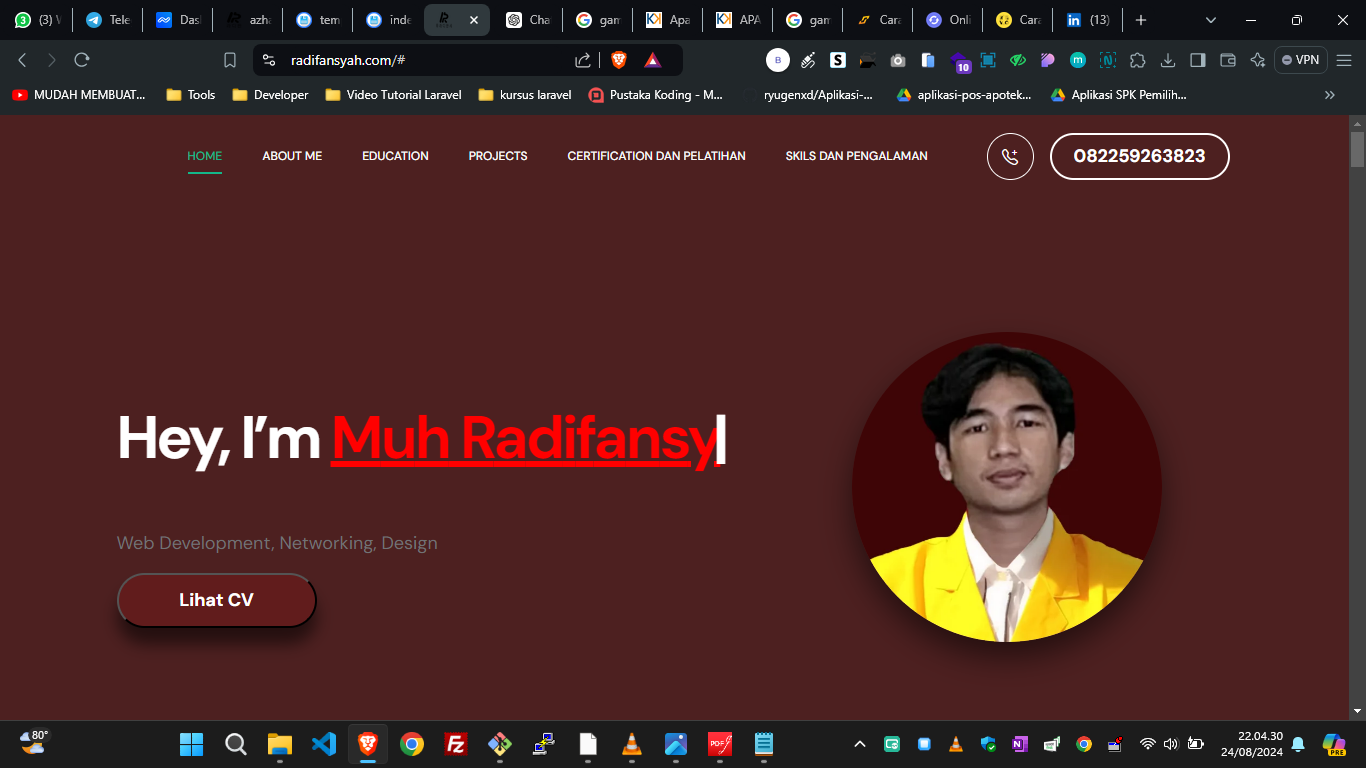 (3) W
Tele
Dasl
azha
tem
inde
Cha
gam
Apa
APA
gam
Cara
Onli
Cara
(13)
radifansyah.com/#
10
VPN
MUDAH MEMBUAT...
Tools
Developer
Video Tutorial Laravel
kursus laravel
Pustaka Koding - M...
ryugenxd/Aplikasi-...
aplikasi-pos-apotek...
Aplikasi SPK Pemilih...
HOME
ABOUT ME
EDUCATION
PROJECTS
CERTIFICATION DAN PELATIHAN
SKILS DAN PENGALAMAN
082259263823
Hey, I’m Muh Radifansy|
Web Development, Networking, Design
Lihat CV
80°
22.04.30
24/08/2024